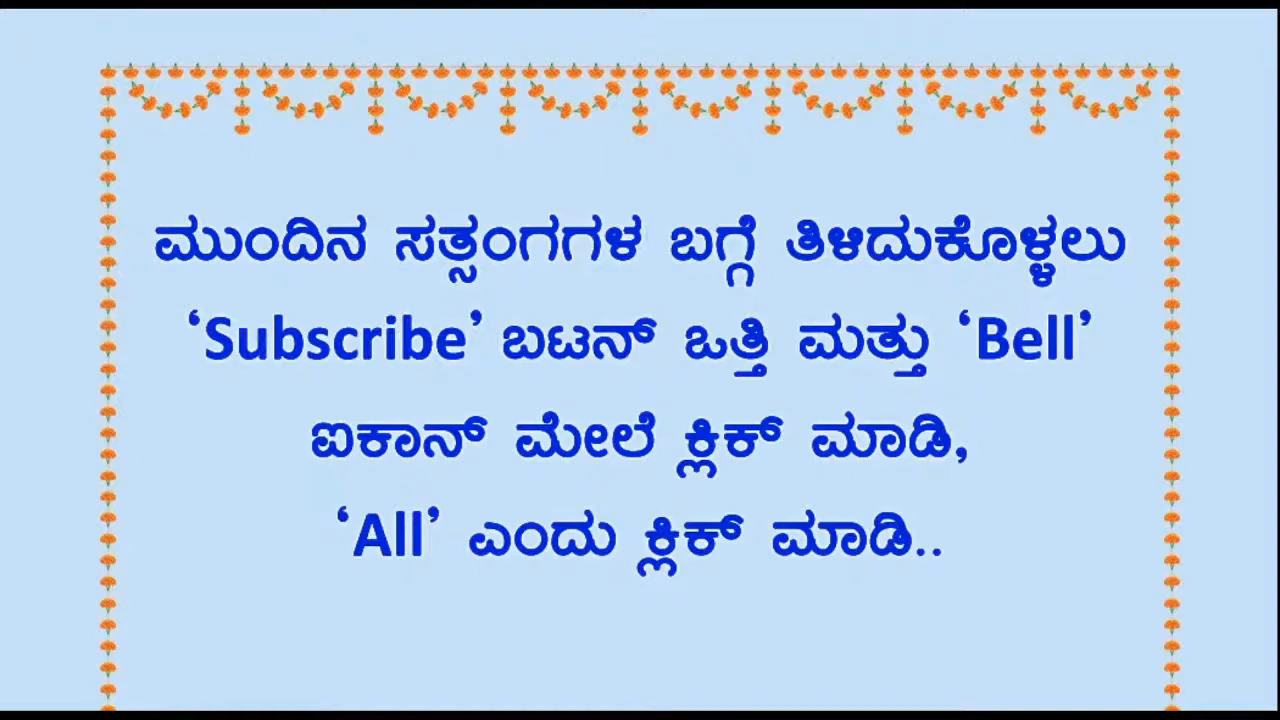 ಮುಂದಿನ ಸತ್ಸಂಗಗಳ ಬಗ್ಗೆ ತಿಳಿದುಕೊಳ್ಳಲು
‘Subscribe’ ಬಟನ್ ಒತ್ತಿ ಮತ್ತು ‘Bell’
ಐಕಾನ್ ಮೇಲೆ ಕ್ಲಿಕ್ ಮಾಡಿ,
‘All’ ಎಂದು ಕ್ಲಿಕ್ ಮಾಡಿ..